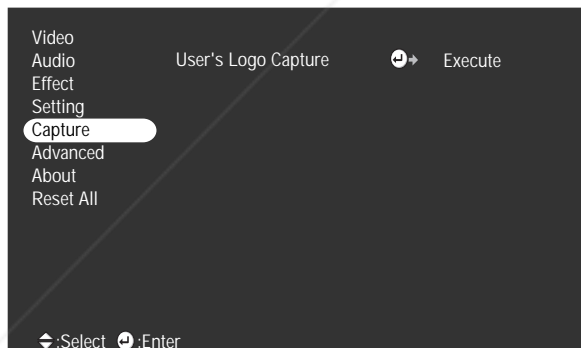 Video
Audio
User's Logo Capture Execute
Effect
Setting
Capture
Advanced
About
Reset All
:Select :Enter